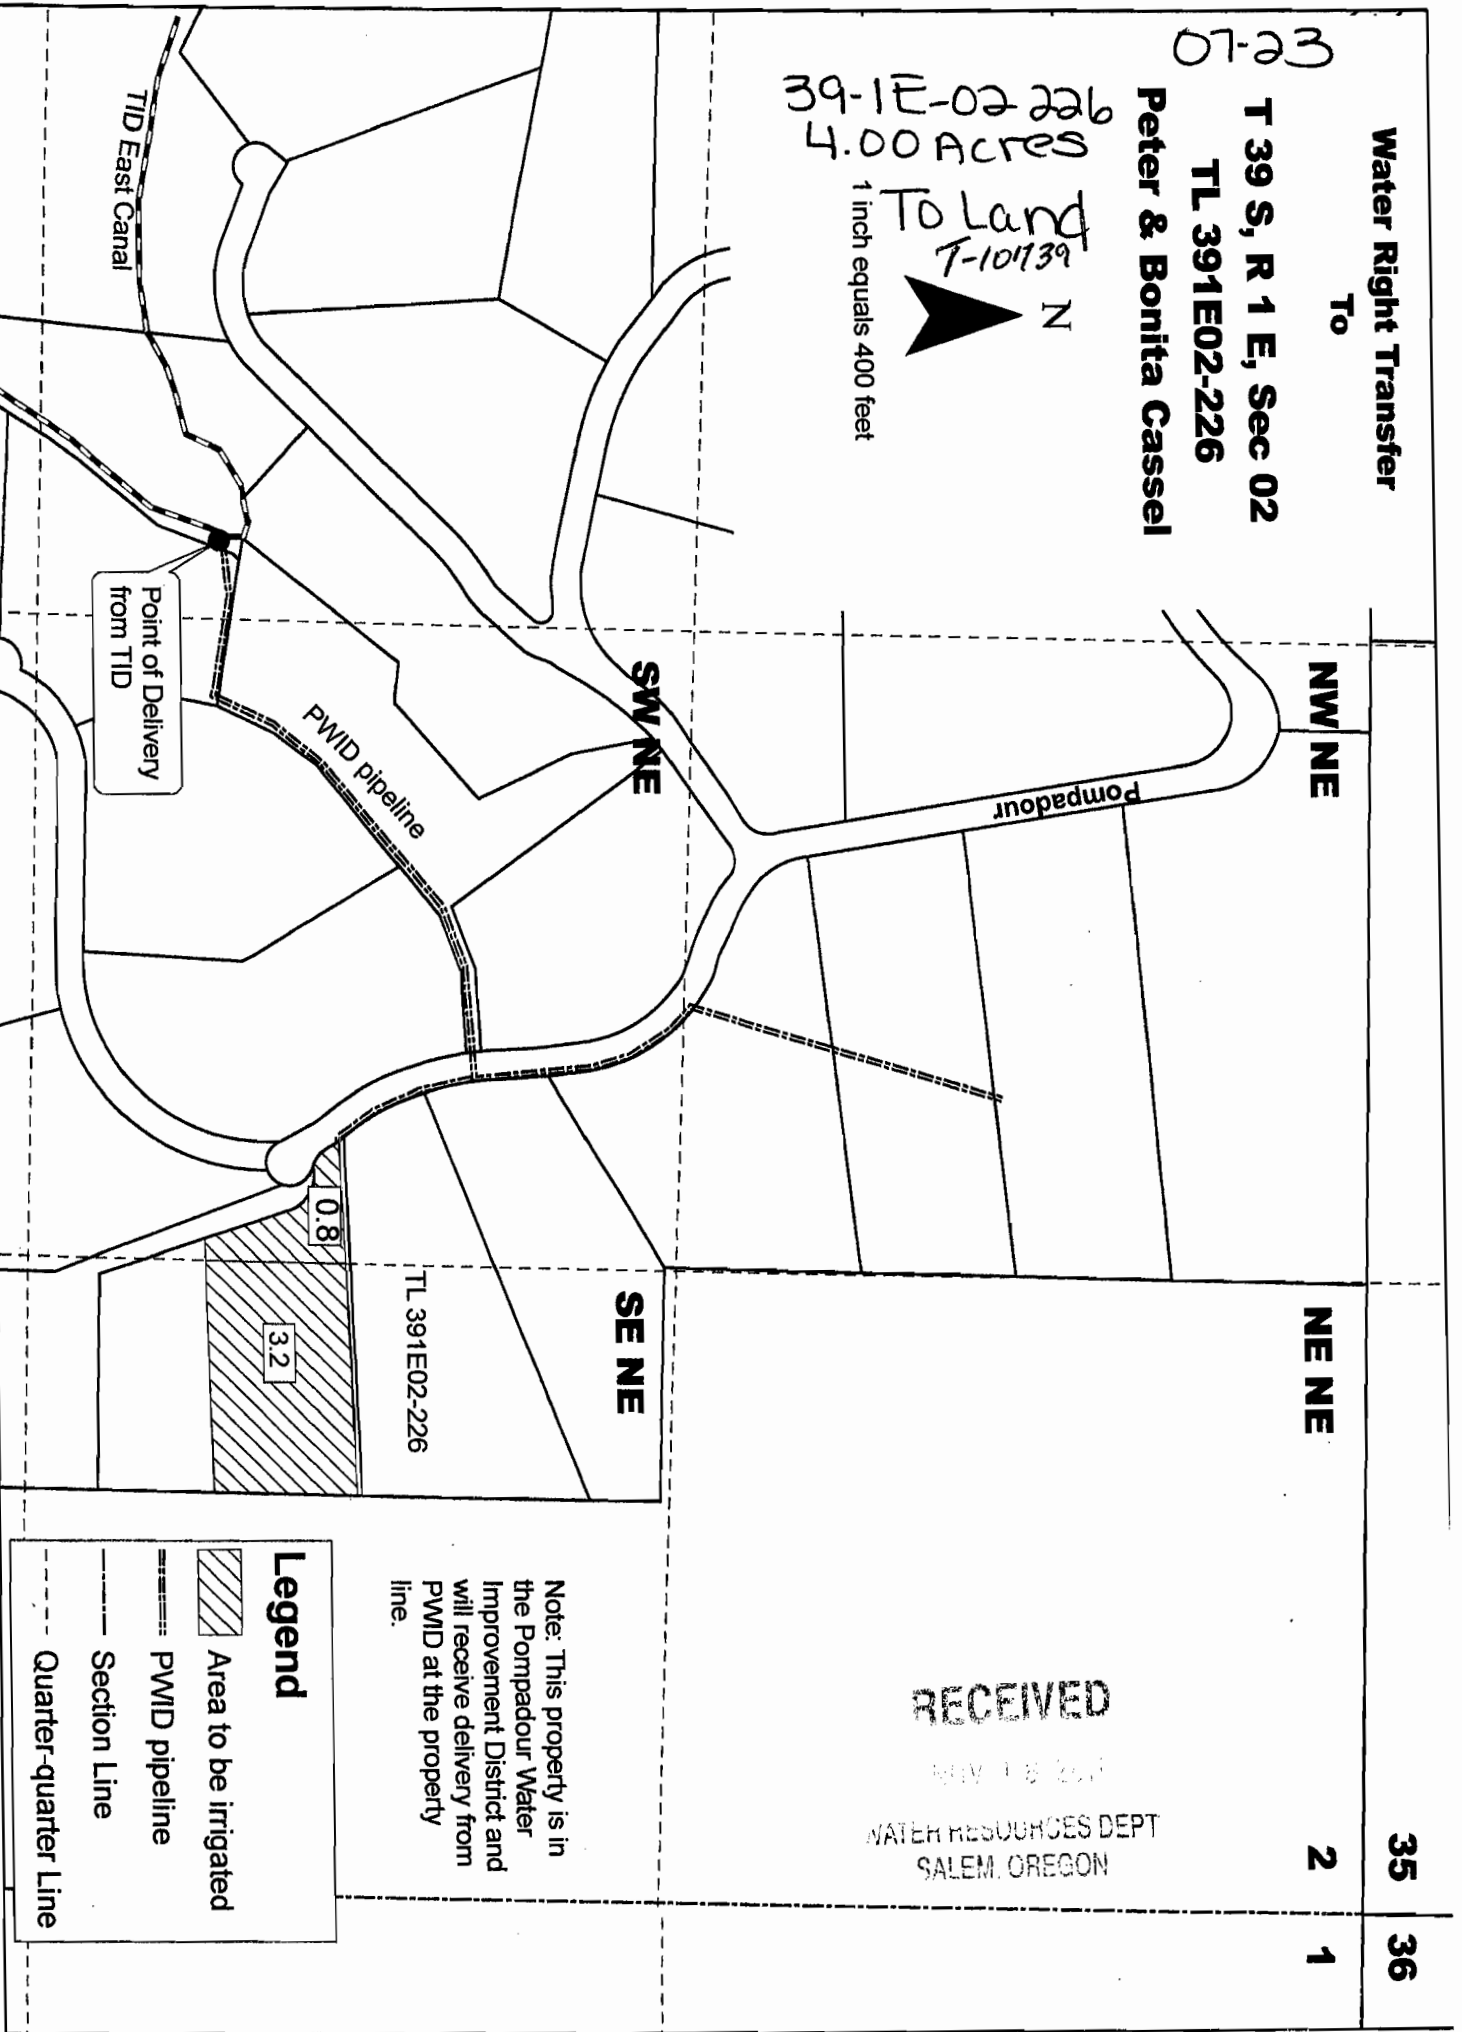 Water Right Transfer
To
T 39 S, R 1 E, Sec 02
TL 391E02-226
Peter & Bonita Cassel
07-23
39-1E-02 226
4.00 Acres
To Land
T-10739
1 inch equals 400 feet
N
NW NE
NE NE
35
36
2
1
Pompadour
SW NE
SE NE
TID East Canal
PWID pipeline
Point of Delivery
from TID
0.8
3.2
TL 391E02-226
RECEIVED
WATER RESOURCES DEPT
SALEM, OREGON
Note: This property is in
the Pompadour Water
Improvement District and
will receive delivery from
PWID at the property
line.
Legend
Area to be irrigated
PWID pipeline
Section Line
Quarter-quarter Line